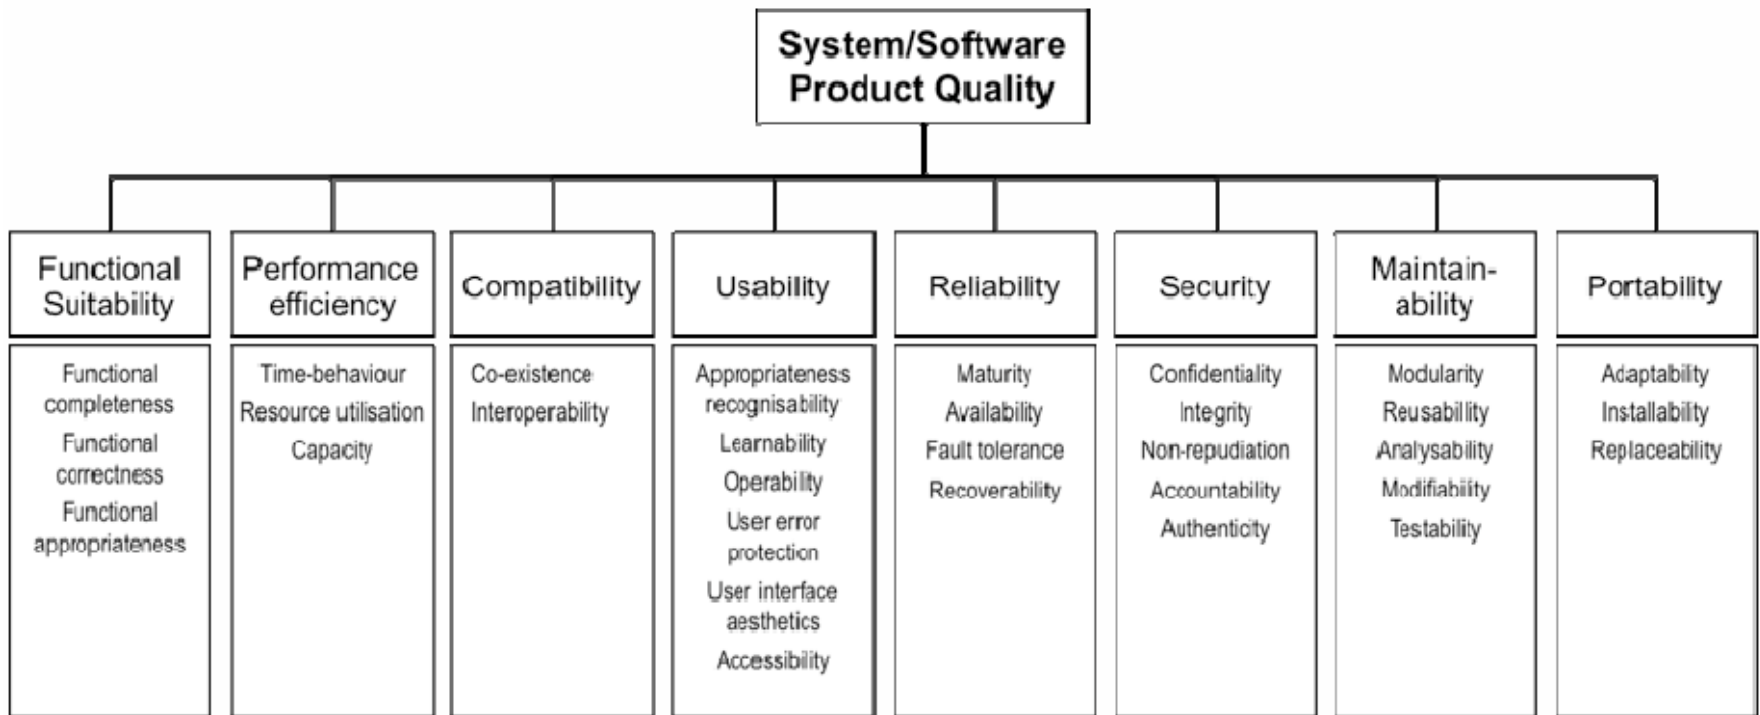 System/Software
Product Quality
Functional
Suitability
Performance
efficiency
Compatibility
Usability
Reliability
Security
Maintain-
ability
Portability
Functional
completeness
Functional
correctness
Functional
appropriateness
Time-behaviour
Resource utilisation
Capacity
Co-existence
Interoperability
Appropriateness
recognisability
Learnability
Operability
User error
protection
User interface
aesthetics
Accessibility
Maturity
Availability
Fault tolerance
Recoverability
Confidentiality
Integrity
Non-repudiation
Accountability
Authenticity
Modularity
Reusabillity
Analysability
Modifiability
Testability
Adaptability
Installability
Replaceability